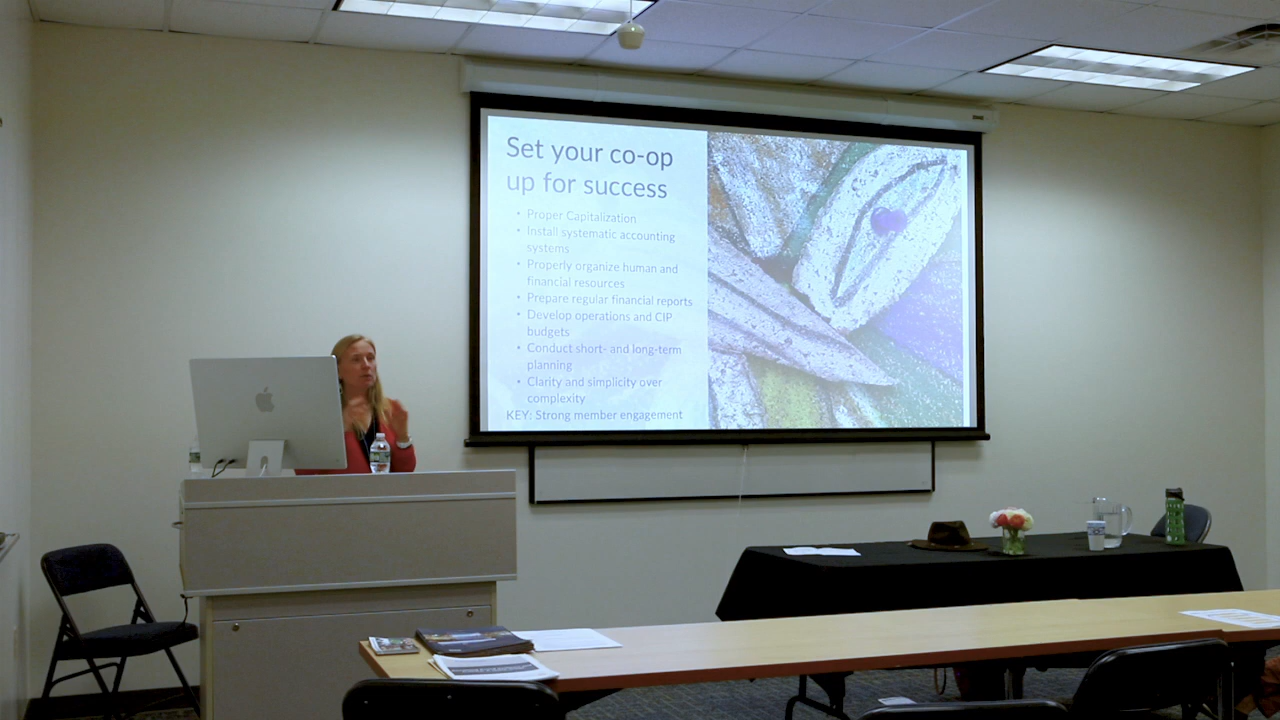 Set your co-op
up for success
• Proper Capitalization
• Install systematic accounting
systems
• Properly organize human and
financial resources
• Prepare regular financial reports
• Develop operations and CIP
budgets
• Conduct short- and long-term
planning
• Clarity and simplicity over
complexity
KEY: Strong member engagement